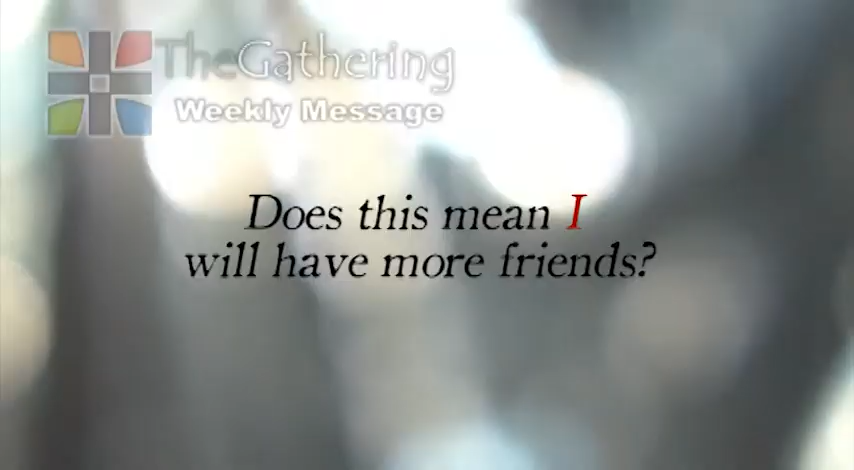 TheGathering
Weekly Message
Does this mean I
will have more friends?